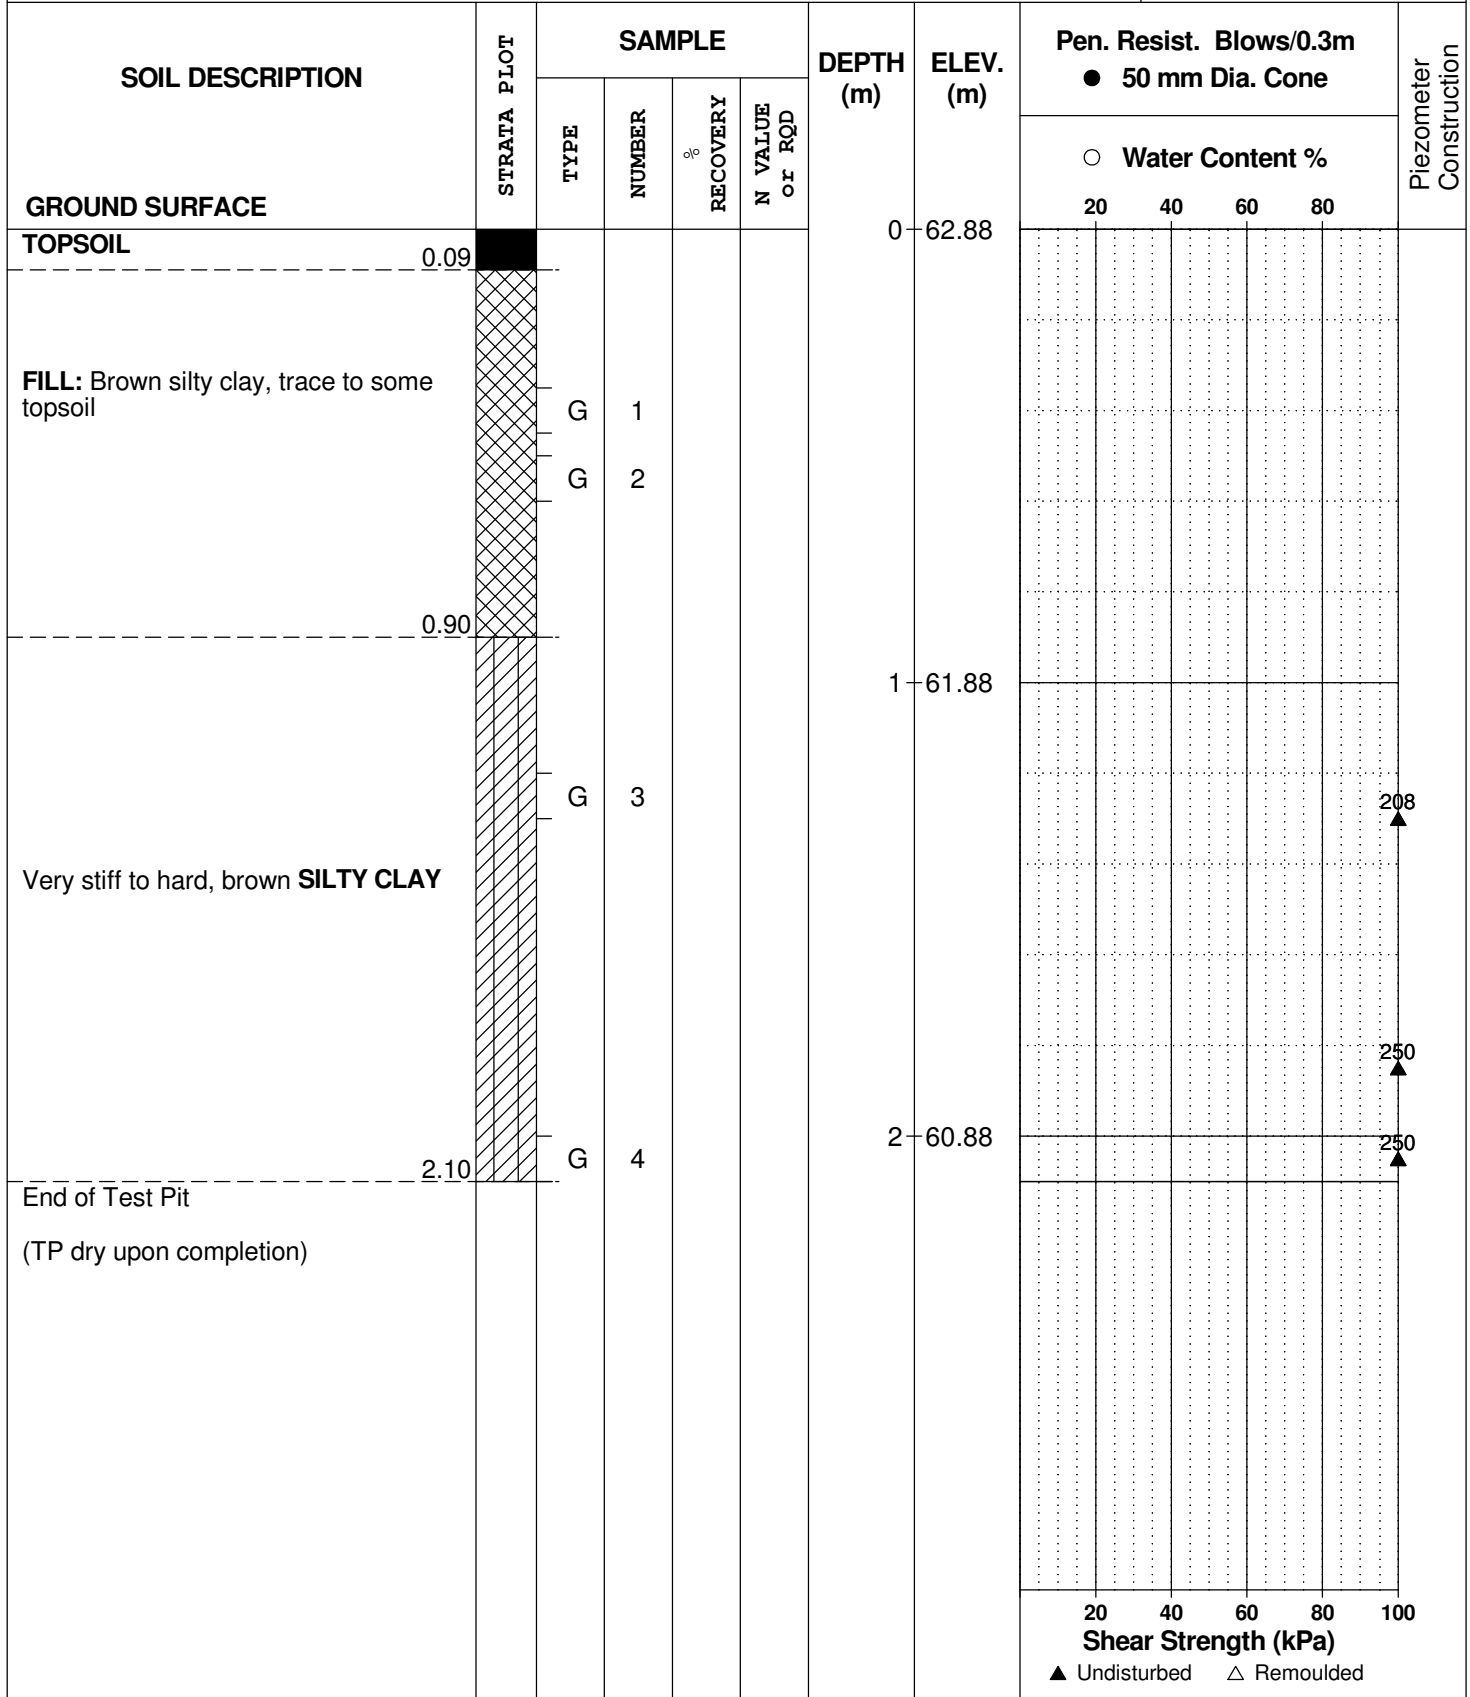 SOIL DESCRIPTION
GROUND SURFACE
STRATA PLOT
SAMPLE
TYPE
NUMBER
%
RECOVERY
N VALUE
or RQD
DEPTH
(m)
ELEV.
(m)
Pen. Resist. Blows/0.3m
● 50 mm Dia. Cone
○ Water Content %
20 40 60 80
Piezometer
Construction
TOPSOIL
0.09
0 62.88
FILL: Brown silty clay, trace to some
topsoil
G 1
G 2
0.90
1 61.88
G 3
208
Very stiff to hard, brown SILTY CLAY
250
2 60.88
250
G 4
2.10
End of Test Pit
(TP dry upon completion)
20 40 60 80 100
Shear Strength (kPa)
▲ Undisturbed △ Remoulded